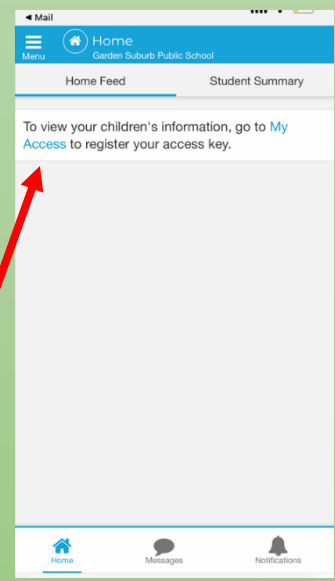 ◄ Mail
Home
Menu
Garden Suburb Public School
Home Feed
Student Summary
To view your children's information, go to My
Access to register your access key.
Home
Messages
Notifications